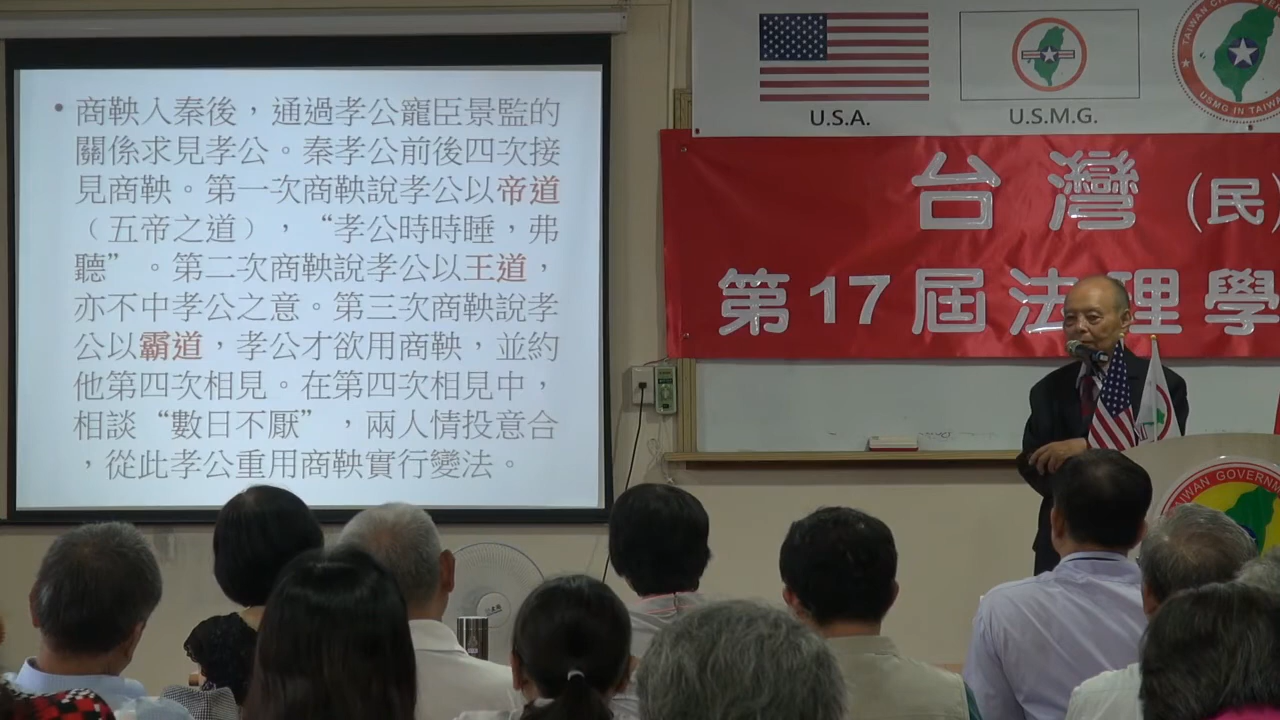 • 商鞅入秦後，通過孝公寵臣景監的
關係求見孝公。秦孝公前後四次接
見商鞅。第一次商鞅說孝公以帝道
（五帝之道），“孝公時時睡，弗
聽”。第二次商鞅說孝公以王道，
亦不中孝公之意。第三次商鞅說孝
公以霸道，孝公才欲用商鞅，並約
他第四次相見。在第四次相見中，
相談“數日不厭”，兩人情投意合
，從此孝公重用商鞅實行變法。
U.S.A.
U.S.M.G.
USMG IN TAIWAN
台灣（民）
第17屆法理學
TAIWAN GOVERNM